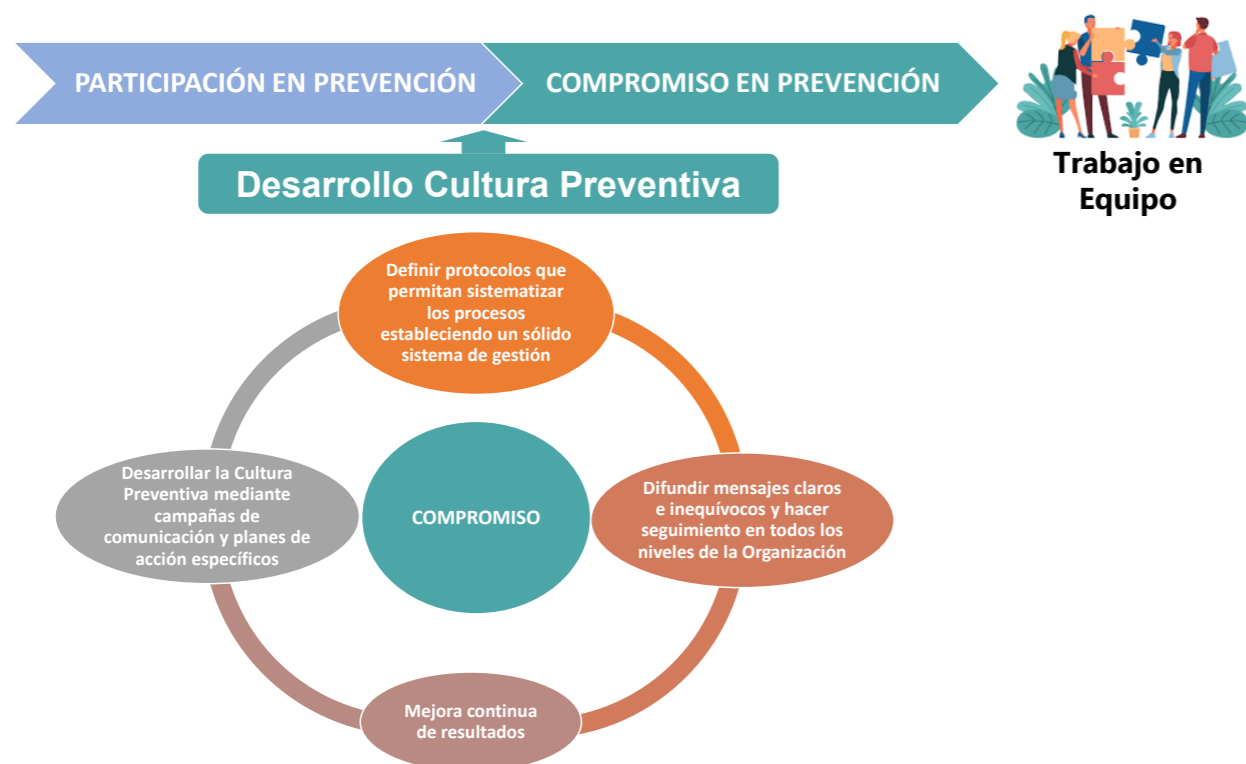 PARTICIPACIÓN EN PREVENCIÓN
COMPROMISO EN PREVENCIÓN
Trabajo en
Equipo
Desarrollo Cultura Preventiva
Definir protocolos que
permitan sistematizar
los procesos
estableciendo un sólido
sistema de gestión
Desarrollar la Cultura
Preventiva mediante
campañas de
comunicación y planes de
acción específicos
COMPROMISO
Difundir mensajes claros
e inequívocos y hacer
seguimiento en todos los
niveles de la Organización
Mejora continua
de resultados